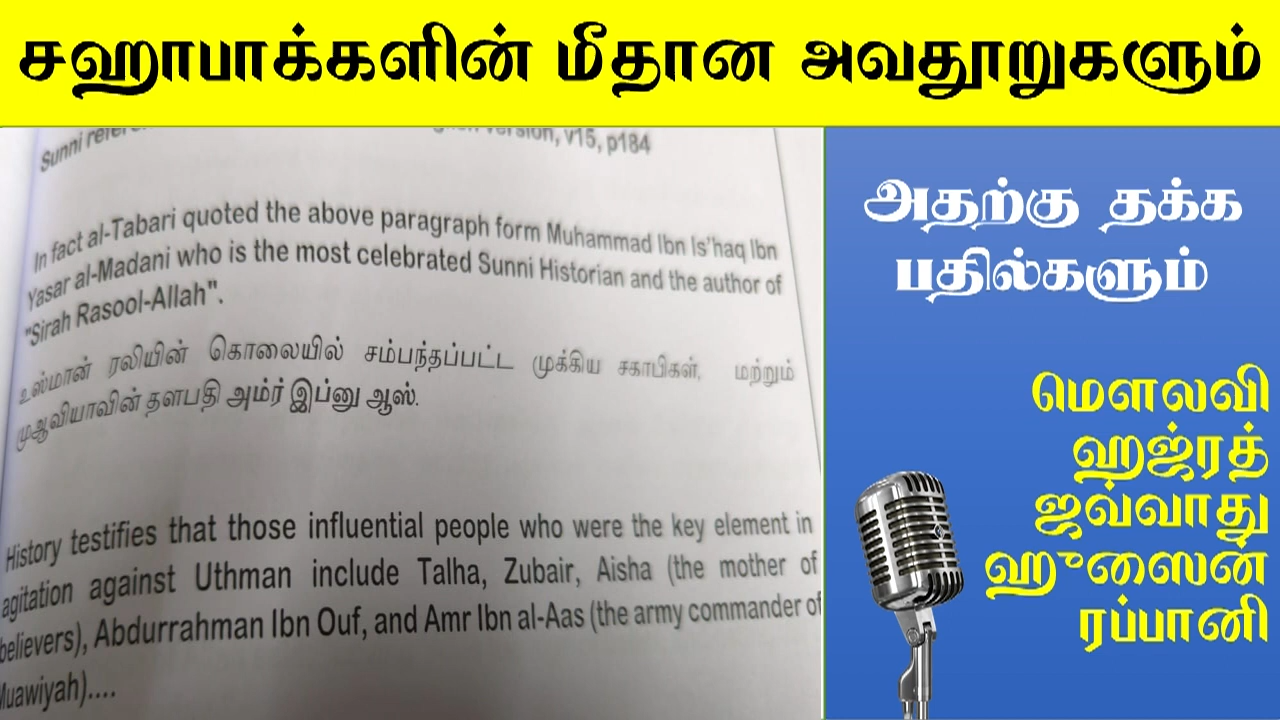 சஹாபாக்களின் மீதான அவதூறுகளும்
Sunni version, v15, p184
In fact al-Tabari quoted the above paragraph form Muhammad Ibn Is'haq Ibn
Yasar al-Madani who is the most celebrated Sunni Historian and the author of
"Sirah Rasool-Allah".
உஸ்மான் ரலியின் கொலையில் சம்பந்தப்பட்ட முக்கிய சகாபிகள், மற்றும்
முஆவியாவின் தளபதி அம்ர் இப்னு ஆஸ்.
History testifies that those influential people who were the key element in
agitation against Uthman include Talha, Zubair, Aisha (the mother of
believers), Abdurrahman Ibn Ouf, and Amr Ibn al-Aas (the army commander of
Muawiyah)....
அதற்கு தக்க
பதில்களும்
மௌலவி
ஹஜ்ரத்
ஜவ்வாது
ஹுஸைன்
ரப்பானி